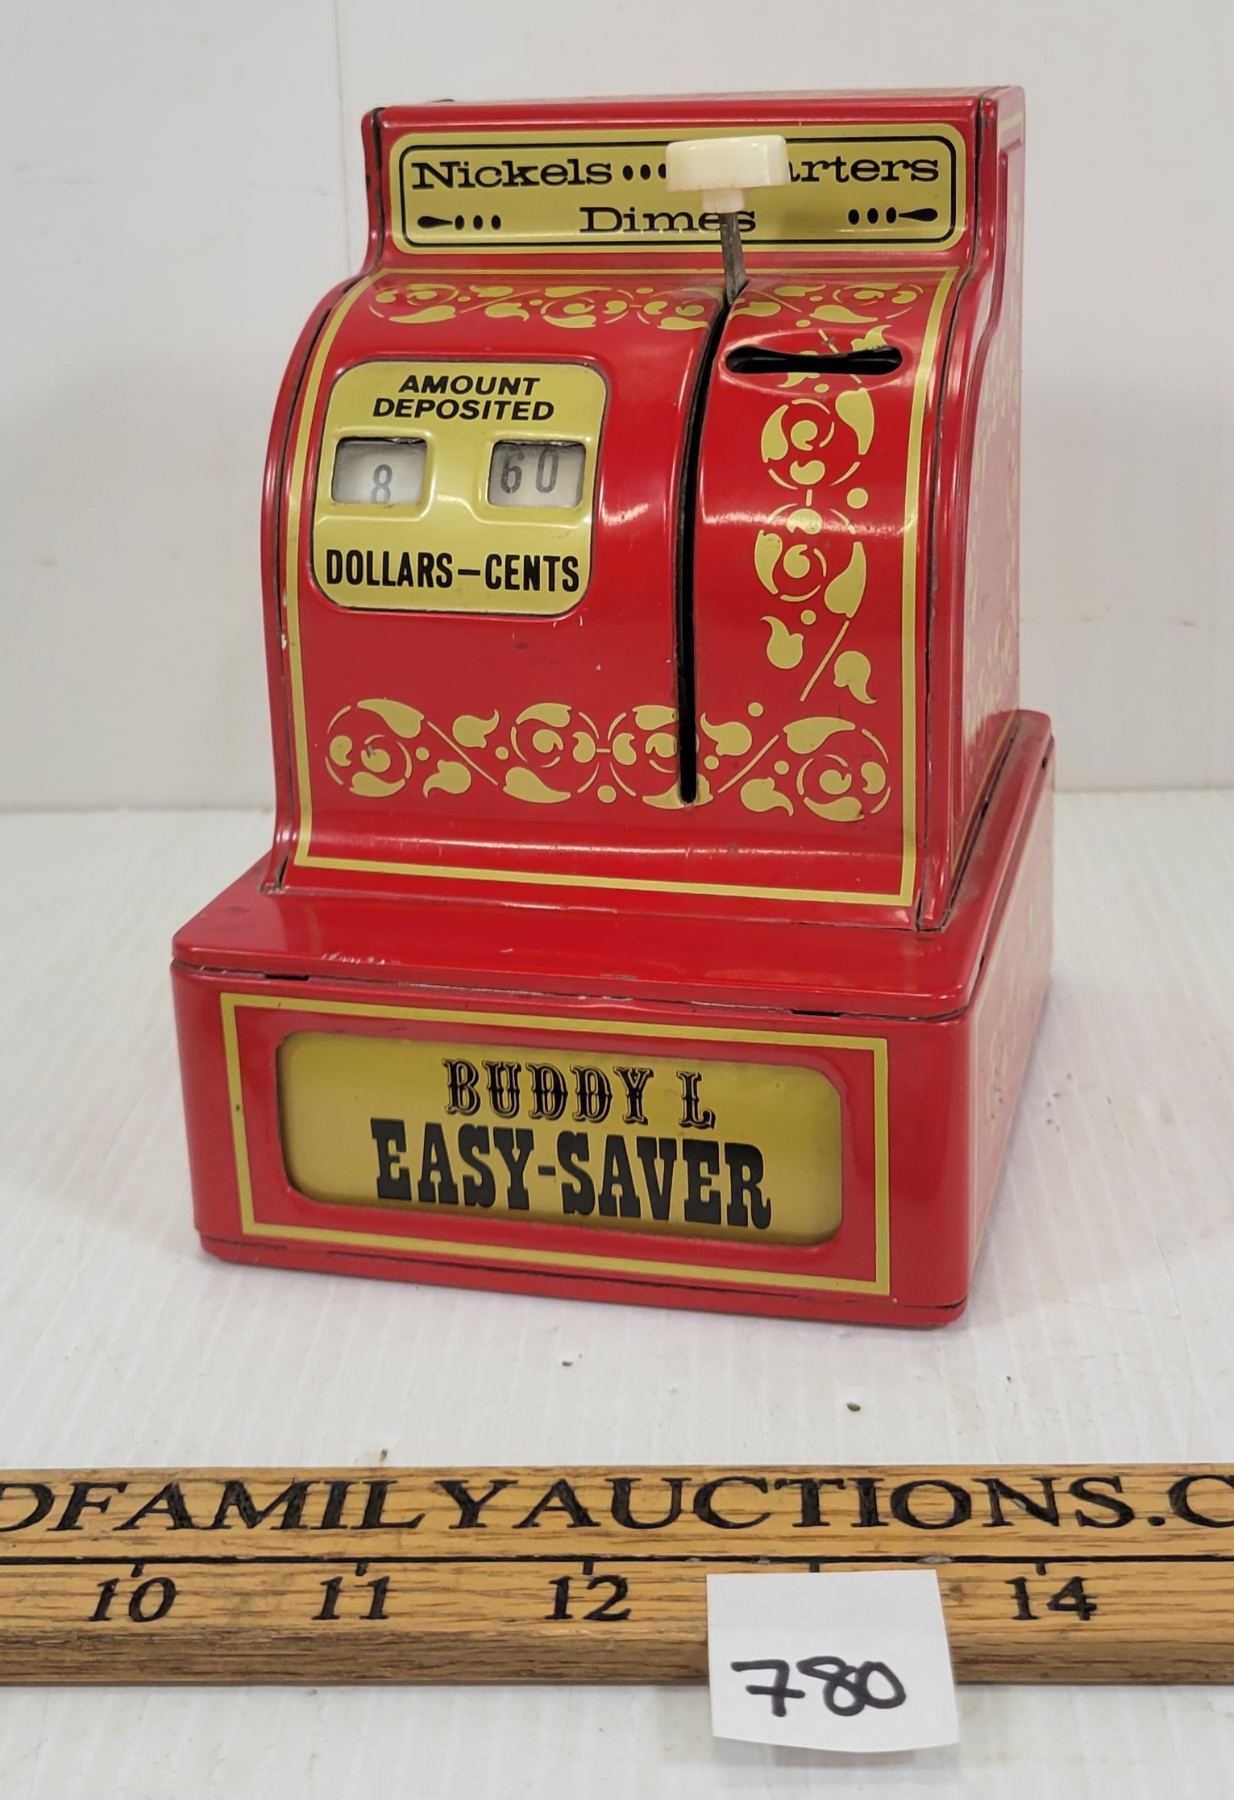 Nickels •••• arters
Dimes
AMOUNT
DEPOSITED
8 60
DOLLARS–CENTS
BUDDY L
EASY-SAVER
DFAMILYAUCTIONS.C
10 11 12 14
780